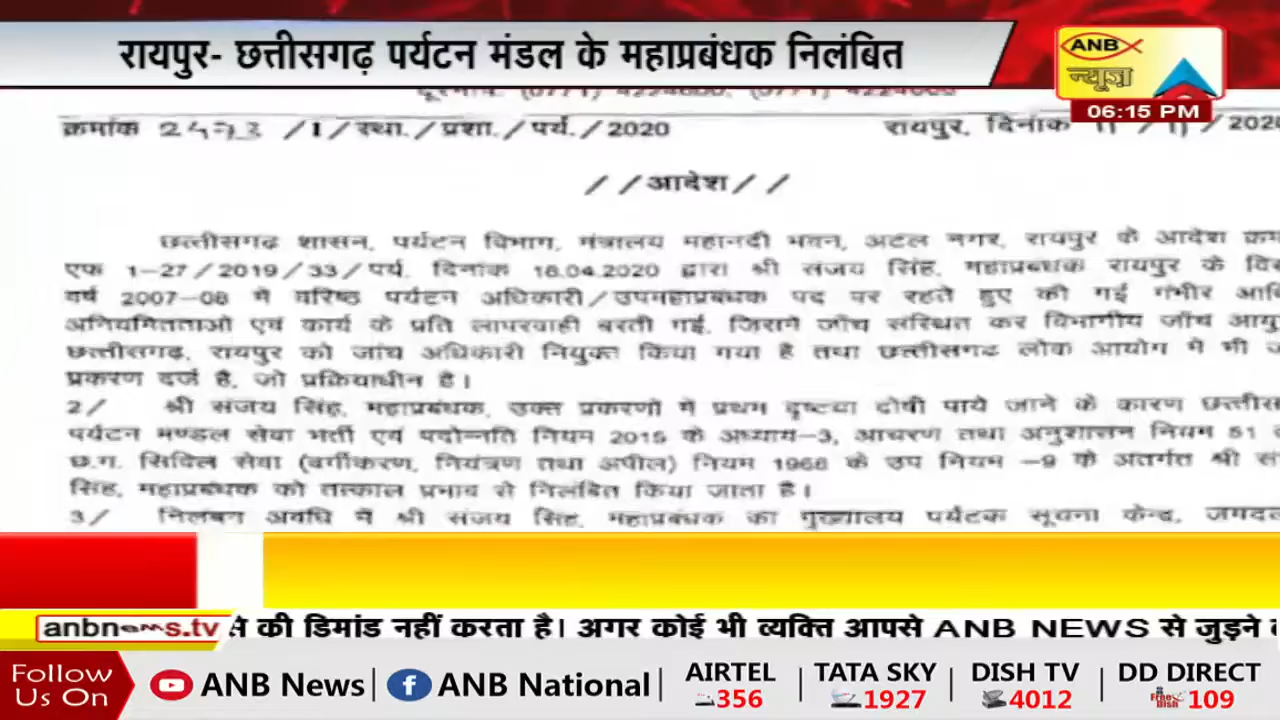 रायपुर- छत्तीसगढ़ पर्यटन मंडल के महाप्रबंधक निलंबित
ANB
न्यूज़
06:15 PM
क्रमांक 2473 /1/स्था./प्रशा./पर्य./2020 रायपुर, दिनांक 11/11/2020
//आदेश//
छत्तीसगढ़ शासन, पर्यटन विभाग, मंत्रालय महानदी भवन, अटल नगर, रायपुर के आदेश
एफ 1-27/2019/33/पर्य. दिनांक 18.04.2020 द्वारा श्री संजय सिंह, महाप्रबंधक रायपुर के
वर्ष 2007-08 में वरिष्ठ पर्यटन अधिकारी/उपमहाप्रबंधक पद पर रहते हुए की गई गंभीर
अनियमितताओं एवं कार्य के प्रति लापरवाही बरती गई, जिसमें जॉच संस्थित कर विभागीय जॉच
छत्तीसगढ़, रायपुर को जांच अधिकारी नियुक्त किया गया है तथा छत्तीसगढ लोक आयोग में भी
प्रकरण दर्ज है, जो प्रक्रियाधीन है।
2/ श्री संजय सिंह, महाप्रबंधक, उक्त प्रकरणों में प्रथम दृष्टया दोषी पाये जाने के कारण
पर्यटन मण्डल सेवा भर्ती एवं पदोन्नति नियम 2015 के अध्याय-3, आचरण तथा अनुशासन नियम 51
छ.ग. सिविल सेवा (वर्गीकरण, नियंत्रण तथा अपील) नियम 1966 के उप नियम -9 के अंतर्गत श्री
सिंह, महाप्रबंधक को तत्काल प्रभाव से निलंबित किया जाता है।
3/ निलंबन अवधि में श्री संजय सिंह, महाप्रबंधक का मुख्यालय पर्यटक सूचना केन्द,
anbnews.tv से की डिमांड नहीं करता है। अगर कोई भी व्यक्ति आपसे ANB NEWS से जुड़ने
Follow Us On
ANB News | ANB National | AIRTEL 356 | TATA SKY 1927 | DISH TV 4012 | DD DIRECT Free Dish 109